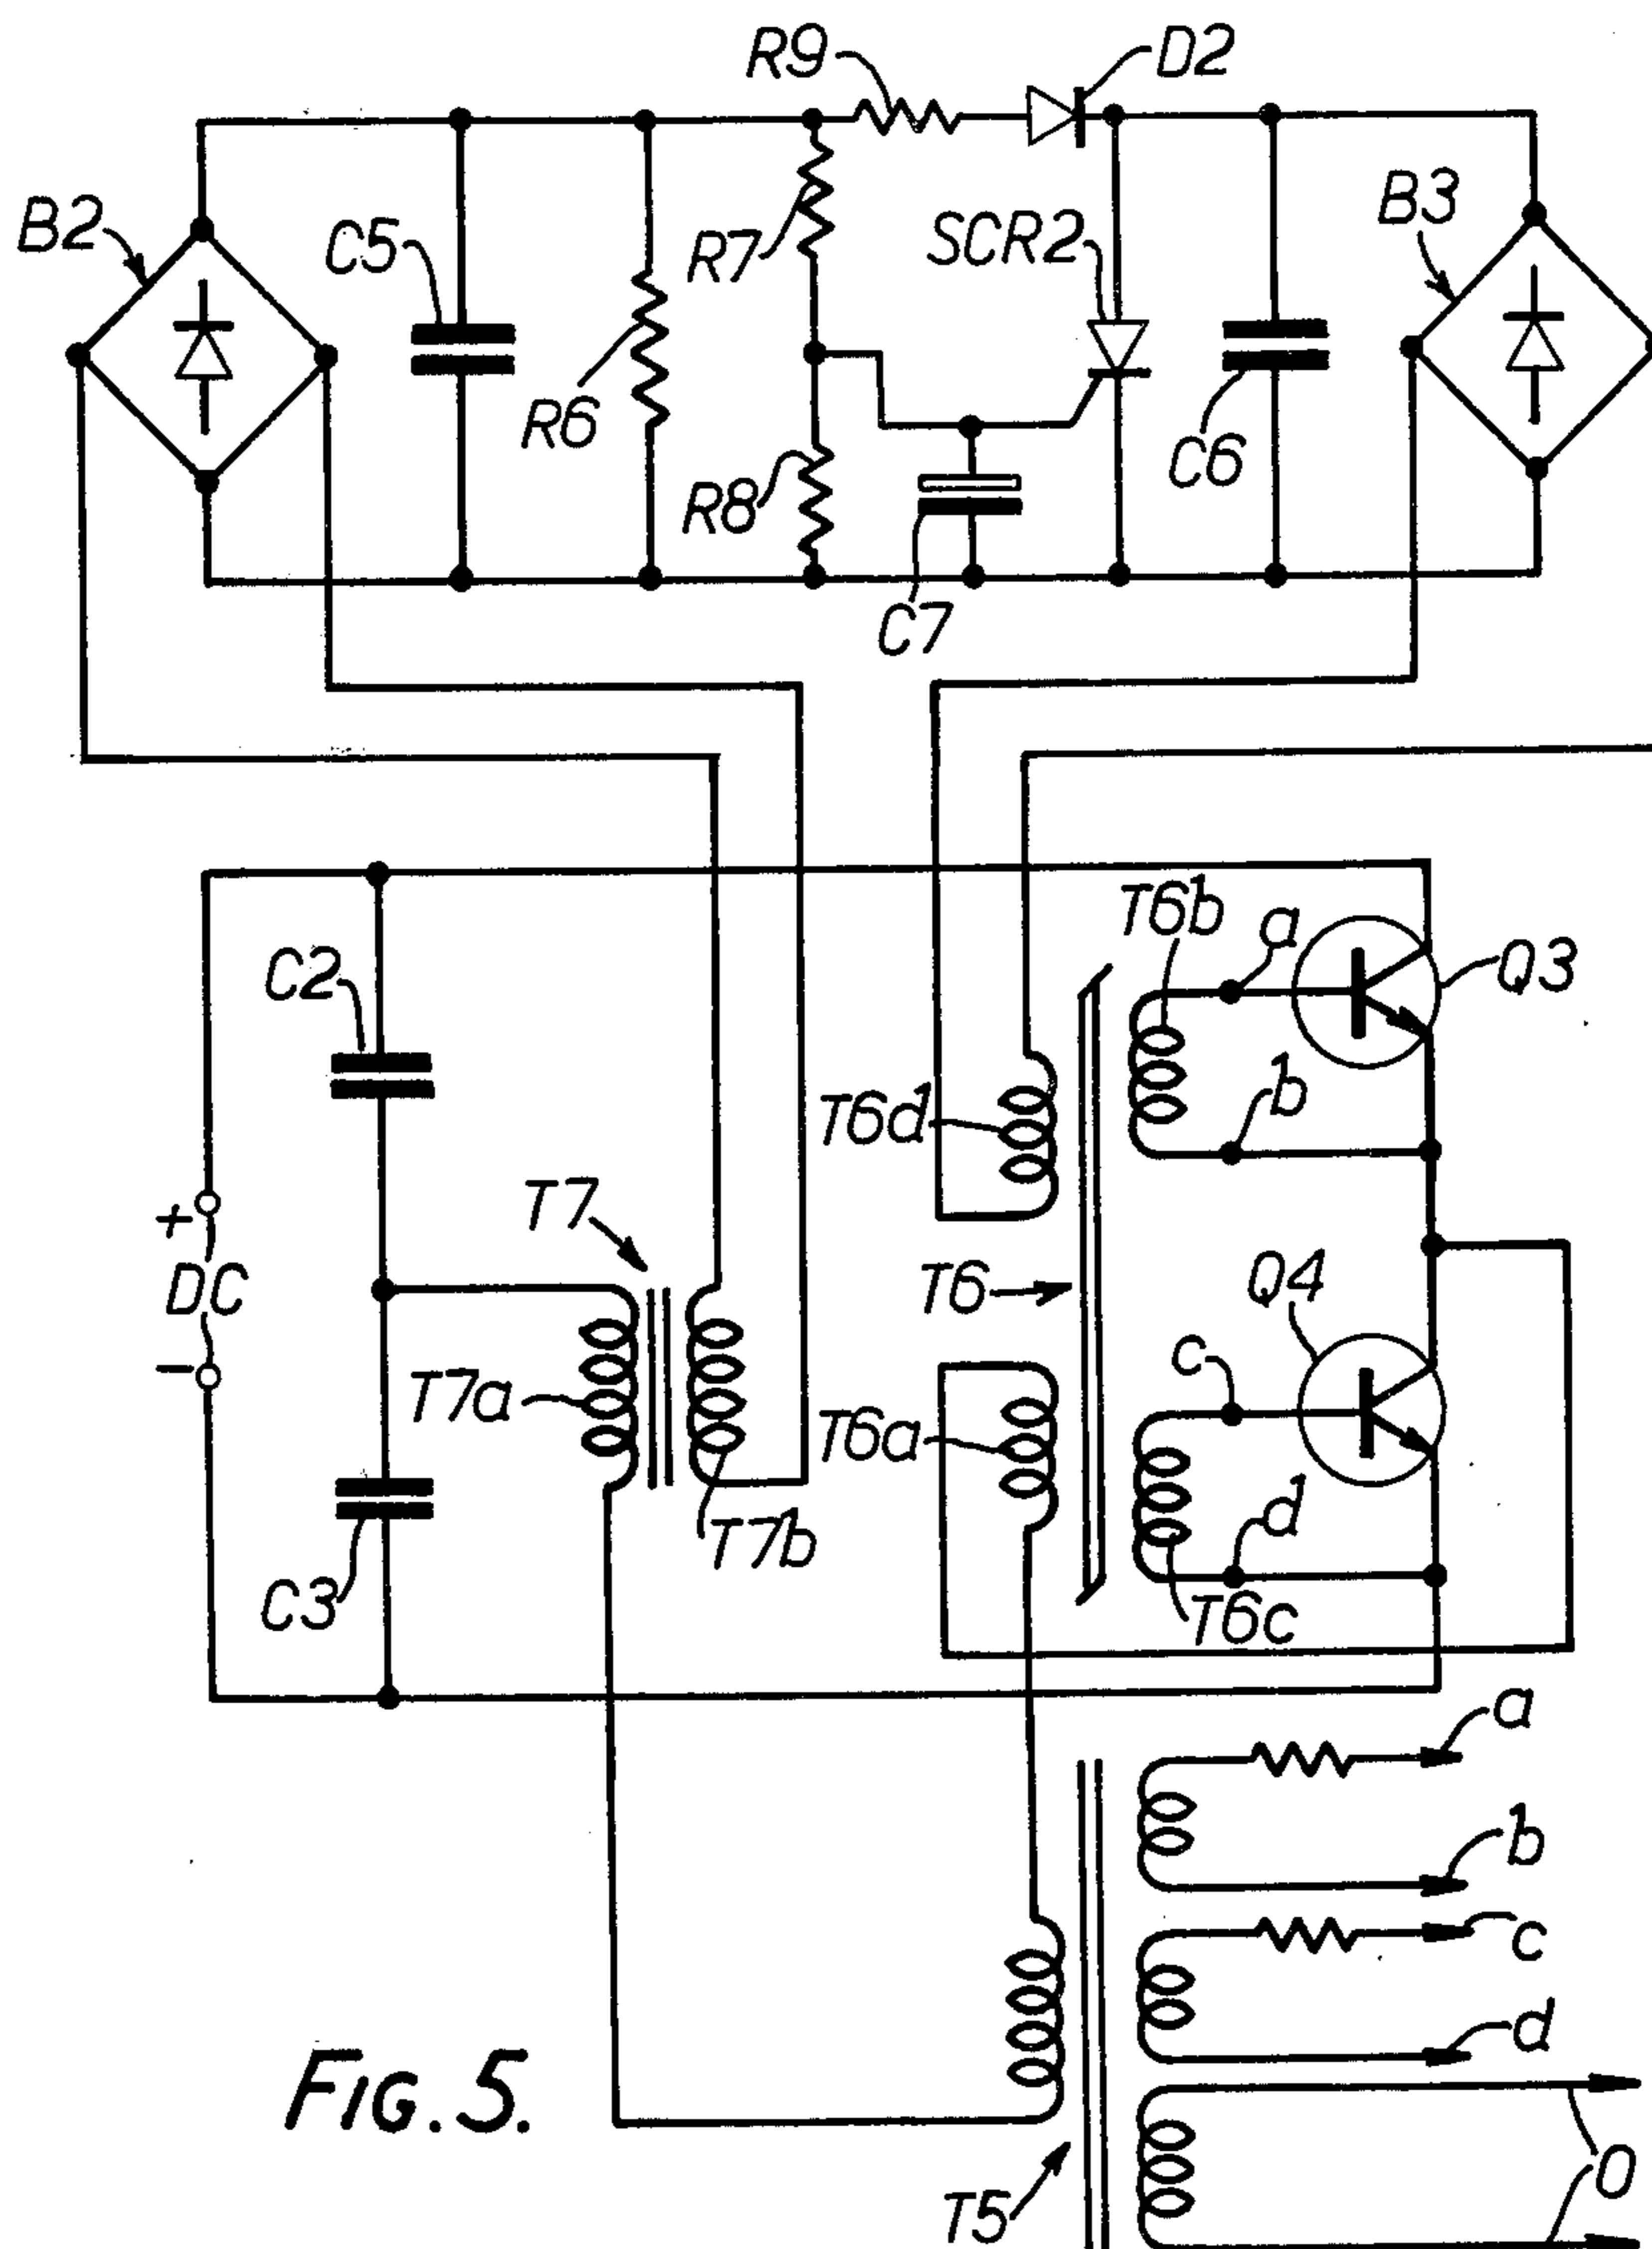 R9
D2
B2
C5
R7
SCR2
B3
R6
R8
C6
C7
T6b
a
Q3
C2
T6d
b
+
DC
-
T7
T6
Q4
T7a
c
T6a
T7b
d
C3
T6c
a
b
c
d
FIG. 5.
T5
O